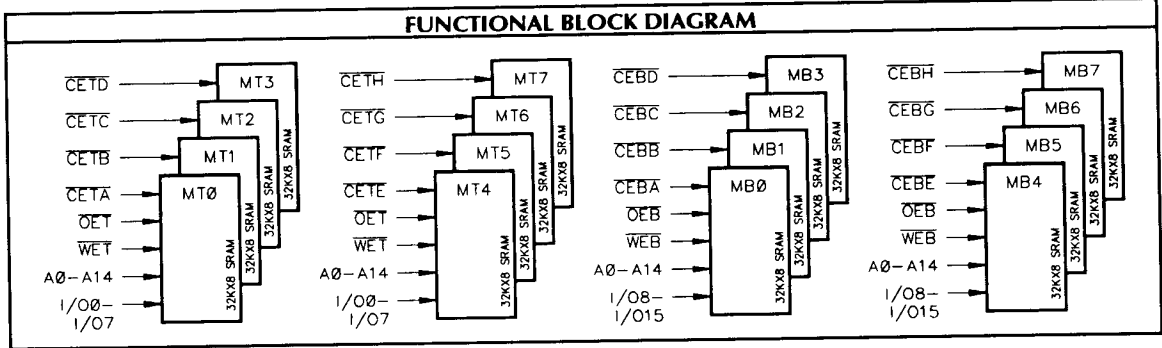 FUNCTIONAL BLOCK DIAGRAM
CETD
MT3
CETC
MT2
CETB
MT1
CETA
MTØ
OET
WET
AØ-A14
I/OØ-
I/O7
32KX8 SRAM
32KX8 SRAM
32KX8 SRAM
32KX8 SRAM
CETH
MT7
CETG
MT6
CETF
MT5
CETE
MT4
OET
WET
AØ-A14
I/OØ-
I/O7
32KX8 SRAM
32KX8 SRAM
32KX8 SRAM
32KX8 SRAM
CEBD
MB3
CEBC
MB2
CEBB
MB1
CEBA
MBØ
OEB
WEB
AØ-A14
I/O8-
I/O15
32KX8 SRAM
32KX8 SRAM
32KX8 SRAM
32KX8 SRAM
CEBH
MB7
CEBG
MB6
CEBF
MB5
CEBE
MB4
OEB
WEB
AØ-A14
I/O8-
I/O15
32KX8 SRAM
32KX8 SRAM
32KX8 SRAM
32KX8 SRAM